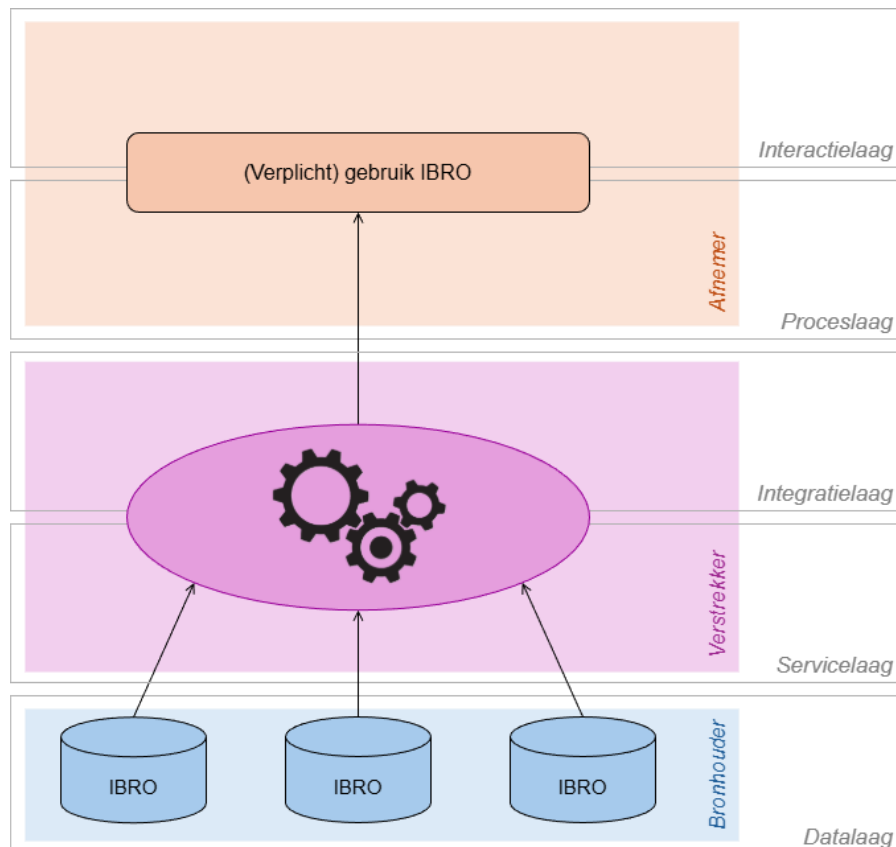 Interactielaag
(Verplicht) gebruik IBRO
Afnemer
Proceslaag
Integratielaag
Verstrekker
Servicelaag
Bronhouder
IBRO
IBRO
IBRO
Datalaag